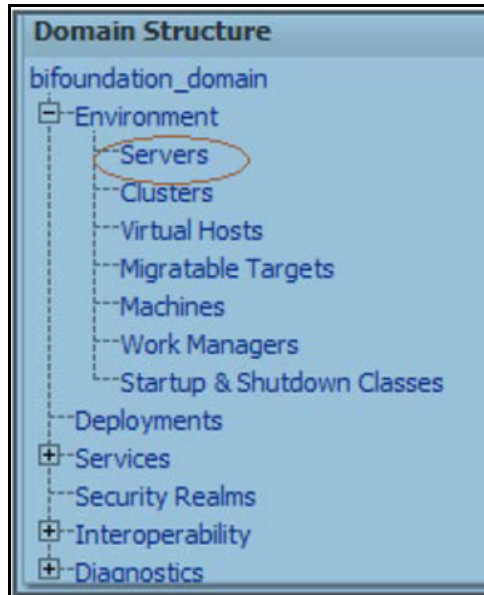 Domain Structure
bifoundation_domain
Environment
Servers
Clusters
Virtual Hosts
Migratable Targets
Machines
Work Managers
Startup & Shutdown Classes
Deployments
Services
Security Realms
Interoperability
Diagnostics